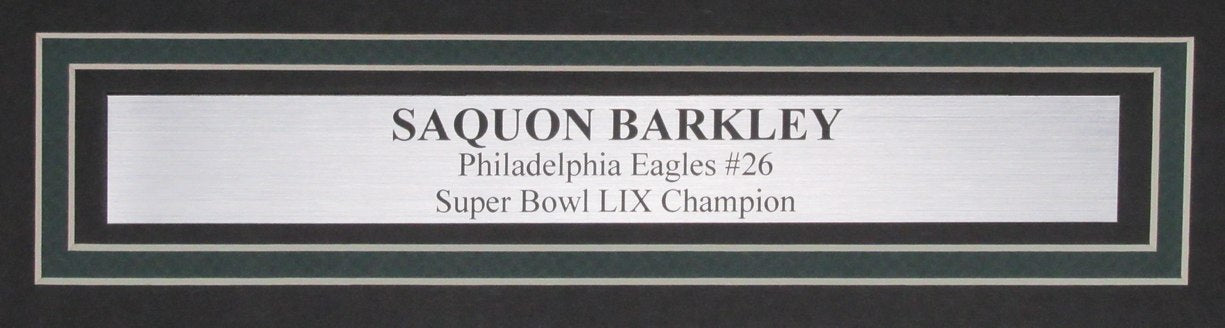 SAQUON BARKLEY
Philadelphia Eagles #26
Super Bowl LIX Champion